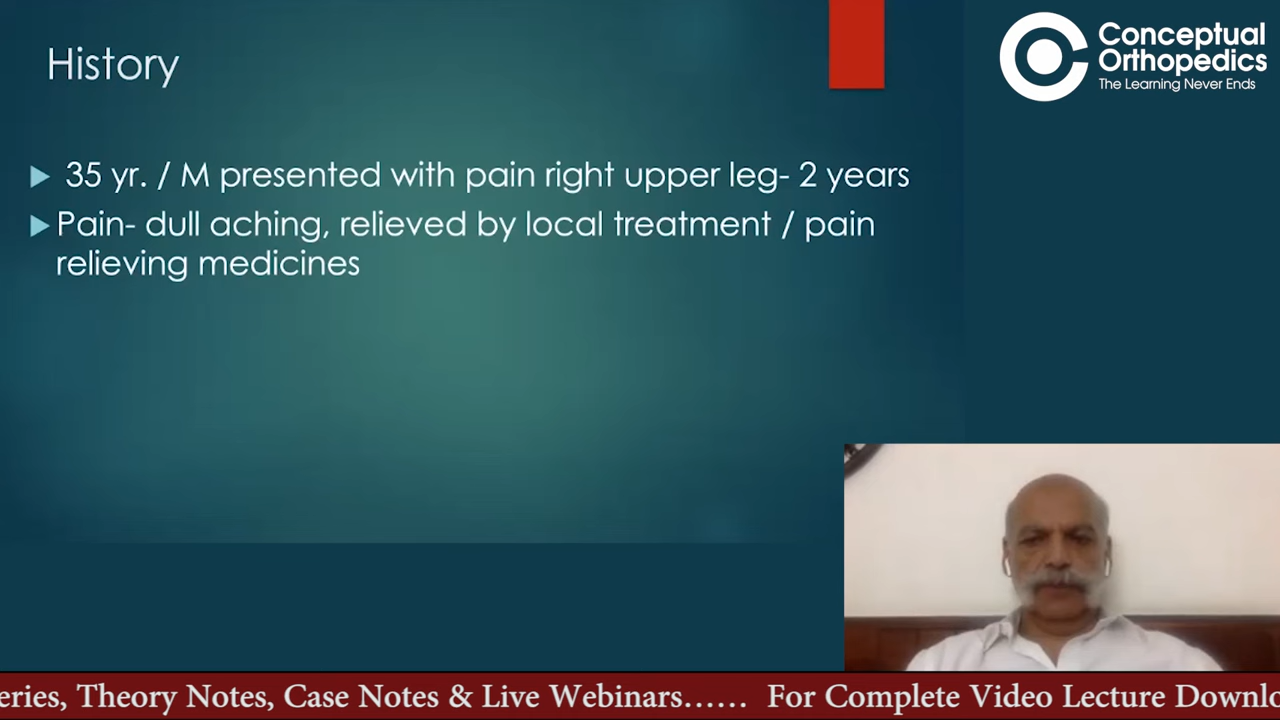 History
Conceptual
Orthopedics
The Learning Never Ends
35 yr. / M presented with pain right upper leg- 2 years
Pain- dull aching, relieved by local treatment / pain
relieving medicines
eries, Theory Notes, Case Notes & Live Webinars...... For Complete Video Lecture Downlo